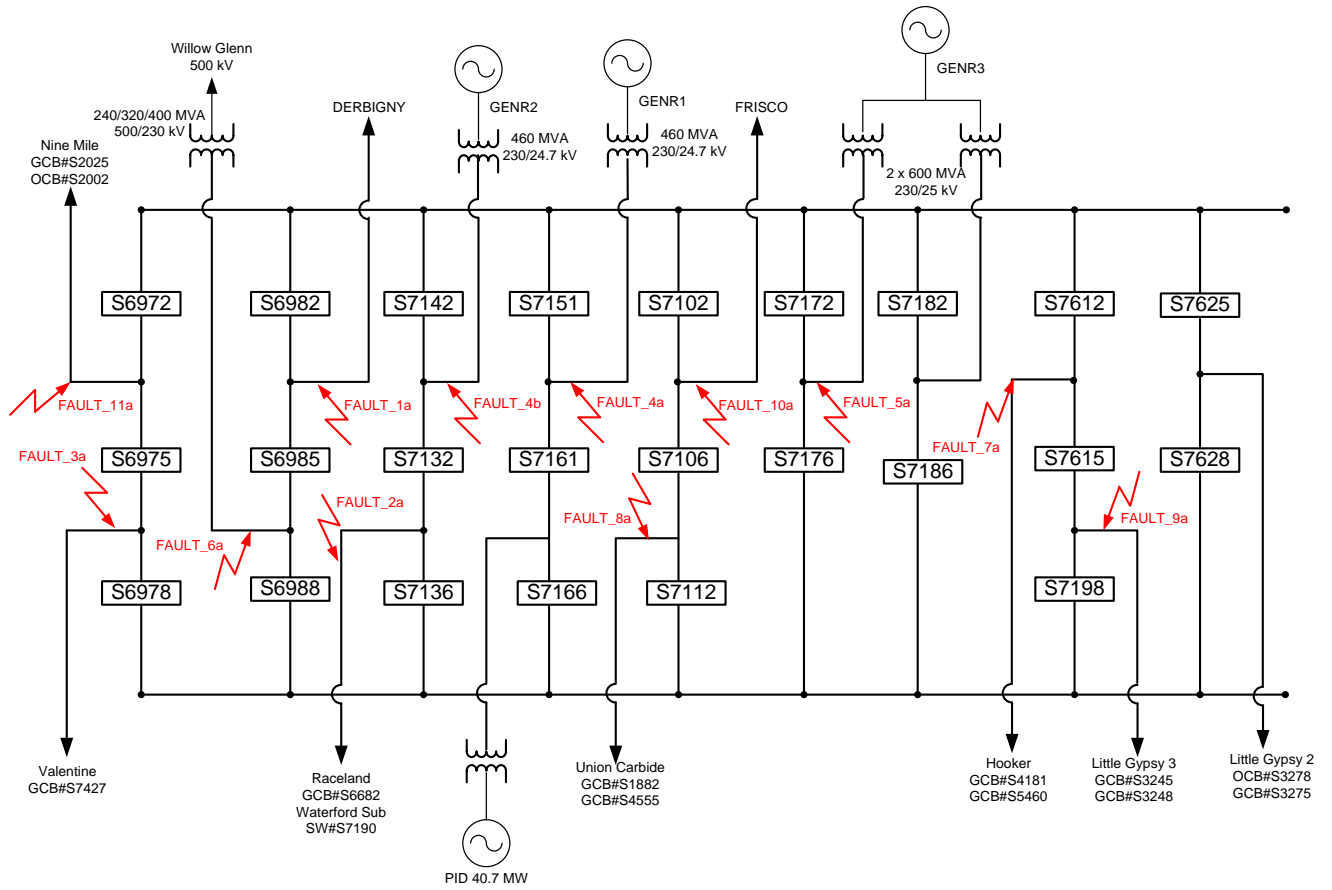 Willow Glenn
500 kV
240/320/400 MVA
500/230 kV
Nine Mile
GCB#S2025
OCB#S2002
DERBIGNY
GENR2
460 MVA
230/24.7 kV
GENR1
460 MVA
230/24.7 kV
FRISCO
GENR3
2 x 600 MVA
230/25 kV
S6972
S6982
S7142
S7151
S7102
S7172
S7182
S7612
S7625
FAULT_11a
FAULT_1a
FAULT_4b
FAULT_4a
FAULT_10a
FAULT_5a
FAULT_7a
FAULT_3a
S6975
S6985
S7132
S7161
S7106
S7176
S7186
S7615
S7628
FAULT_2a
FAULT_8a
FAULT_9a
FAULT_6a
S6978
S6988
S7136
S7166
S7112
S7198
Valentine
GCB#S7427
Raceland
GCB#S6682
Waterford Sub
SW#S7190
PID 40.7 MW
Union Carbide
GCB#S1882
GCB#S4555
Hooker
GCB#S4181
GCB#S5460
Little Gypsy 3
GCB#S3245
GCB#S3248
Little Gypsy 2
OCB#S3278
GCB#S3275